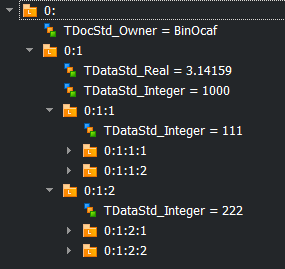 0:
TDocStd_Owner = BinOcaf
0:1
TDataStd_Real = 3.14159
TDataStd_Integer = 1000
0:1:1
TDataStd_Integer = 111
0:1:1:1
0:1:1:2
0:1:2
TDataStd_Integer = 222
0:1:2:1
0:1:2:2